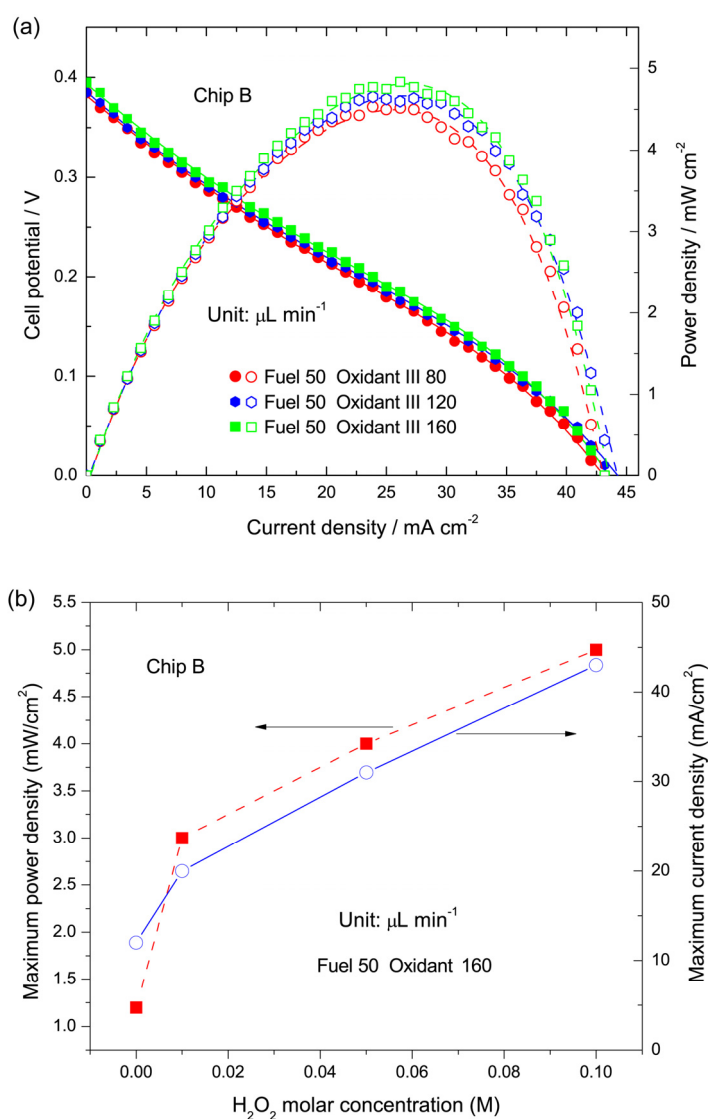 (a)
Chip B
Unit: μL min⁻¹
Fuel 50 Oxidant III 80
Fuel 50 Oxidant III 120
Fuel 50 Oxidant III 160
Cell potential / V
0.4
0.3
0.2
0.1
0.0
Power density / mW cm⁻²
5
4
3
2
1
0
0 5 10 15 20 25 30 35 40 45
Current density / mA cm⁻²
(b)
Chip B
Unit: μL min⁻¹
Fuel 50 Oxidant 160
Maximum power density (mW/cm²)
5.5
5.0
4.5
4.0
3.5
3.0
2.5
2.0
1.5
1.0
Maximum current density (mA/cm²)
50
40
30
20
10
0
0.00 0.02 0.04 0.06 0.08 0.10
H₂O₂ molar concentration (M)